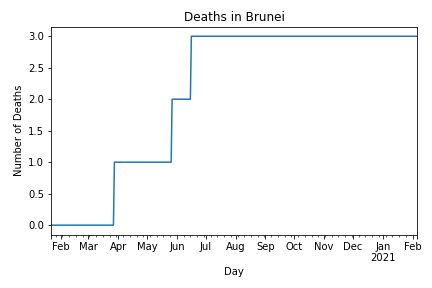 Deaths in Brunei
3.0
2.5
2.0
1.5
1.0
0.5
0.0
Number of Deaths
Feb Mar Apr May Jun Jul Aug Sep Oct Nov Dec Jan Feb
2021
Day